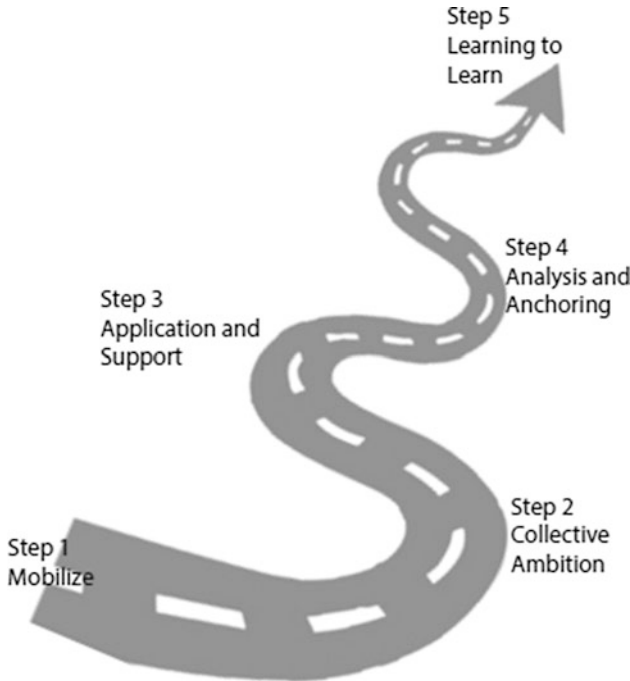 Step 5
Learning to
Learn
Step 4
Analysis and
Anchoring
Step 3
Application and
Support
Step 2
Collective
Ambition
Step 1
Mobilize